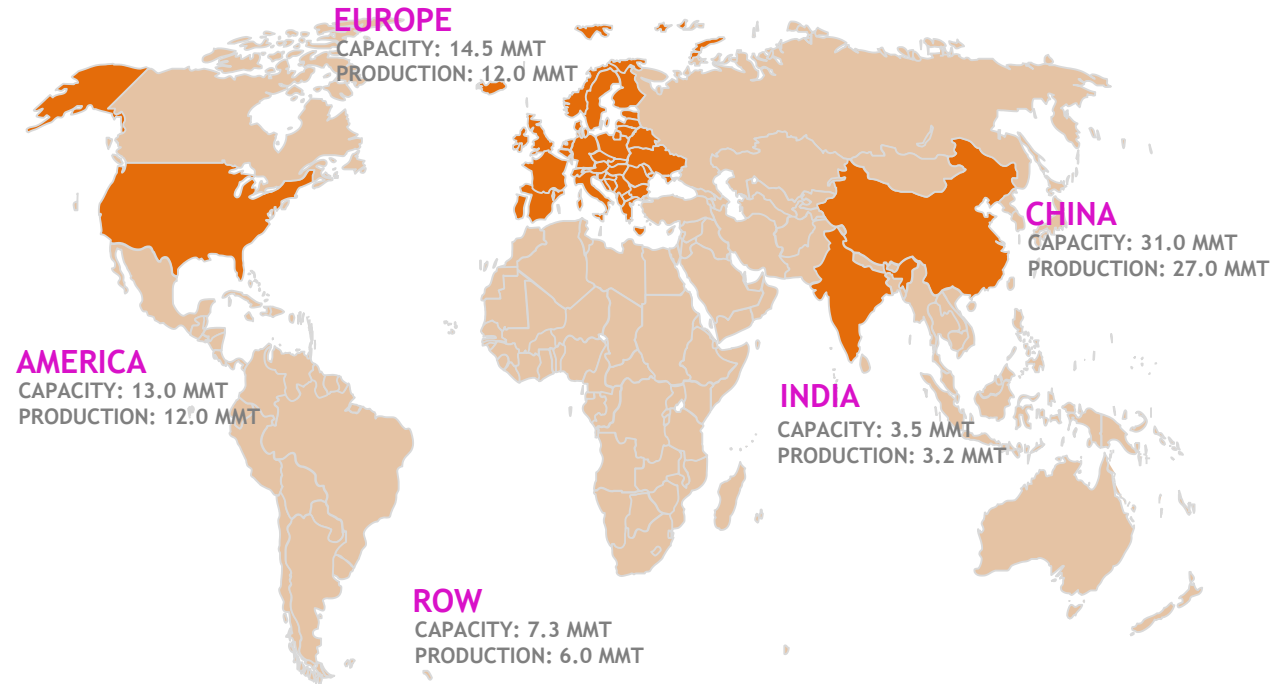 EUROPE
CAPACITY: 14.5 MMT
PRODUCTION: 12.0 MMT
CHINA
CAPACITY: 31.0 MMT
PRODUCTION: 27.0 MMT
AMERICA
CAPACITY: 13.0 MMT
PRODUCTION: 12.0 MMT
INDIA
CAPACITY: 3.5 MMT
PRODUCTION: 3.2 MMT
ROW
CAPACITY: 7.3 MMT
PRODUCTION: 6.0 MMT